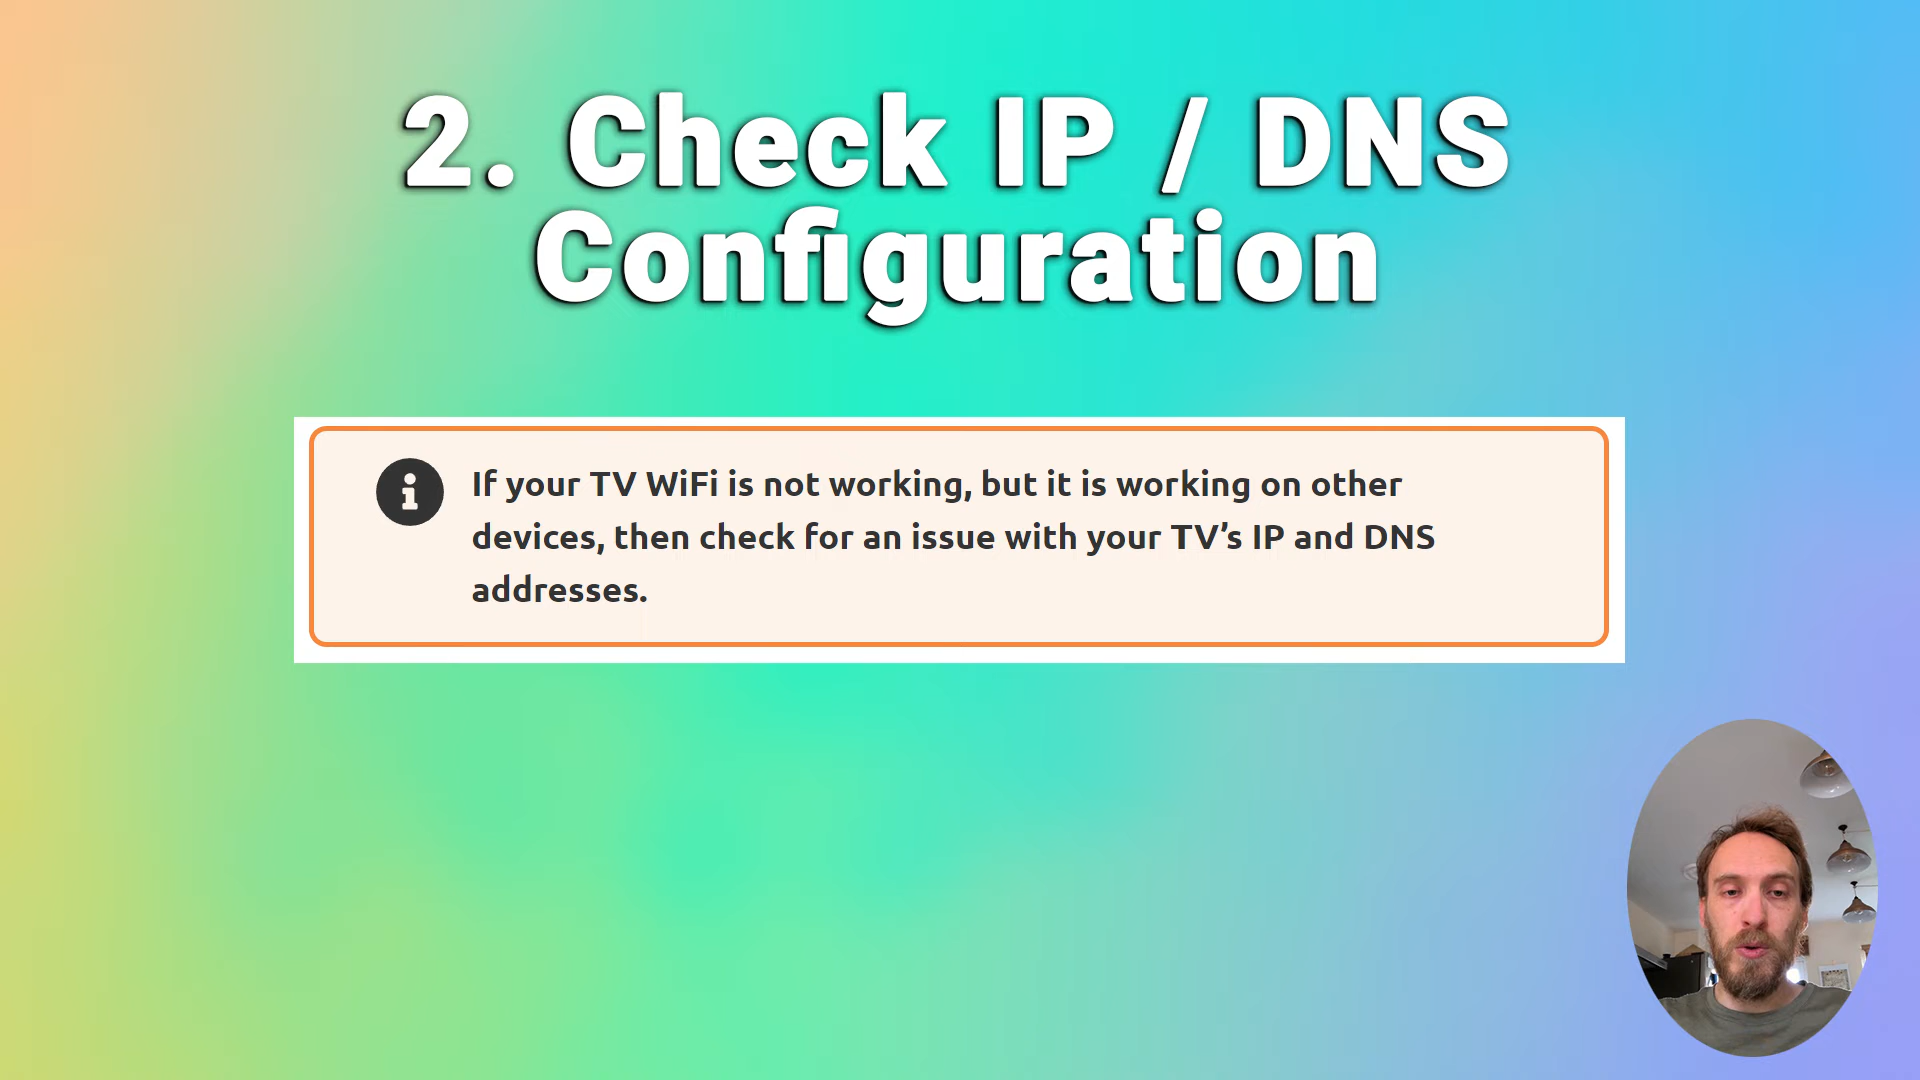 2. Check IP / DNS
Configuration
If your TV WiFi is not working, but it is working on other
devices, then check for an issue with your TV’s IP and DNS
addresses.